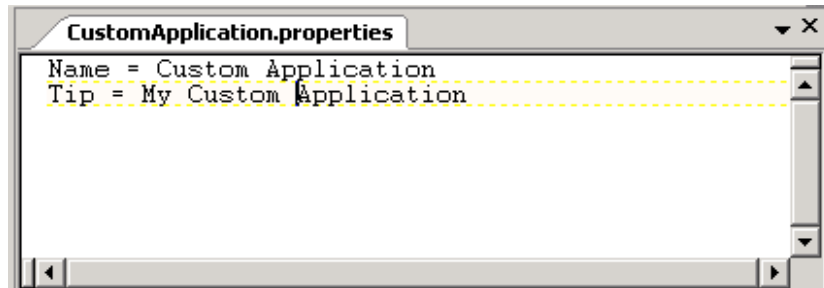 CustomApplication.properties
Name = Custom Application
Tip = My Custom Application